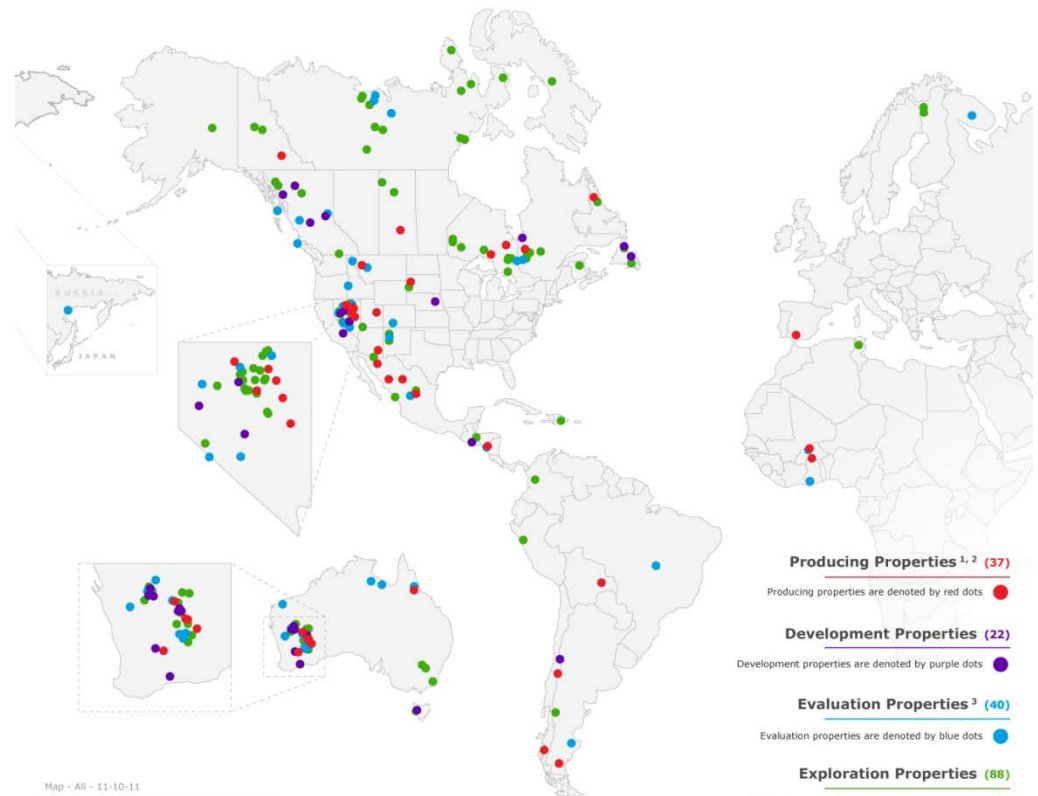 RUSSIA
JAPAN
Producing Properties 1, 2 (37)
Producing properties are denoted by red dots
Development Properties (22)
Development properties are denoted by purple dots
Evaluation Properties 3 (40)
Evaluation properties are denoted by blue dots
Exploration Properties (88)
Map - All - 11-10-11